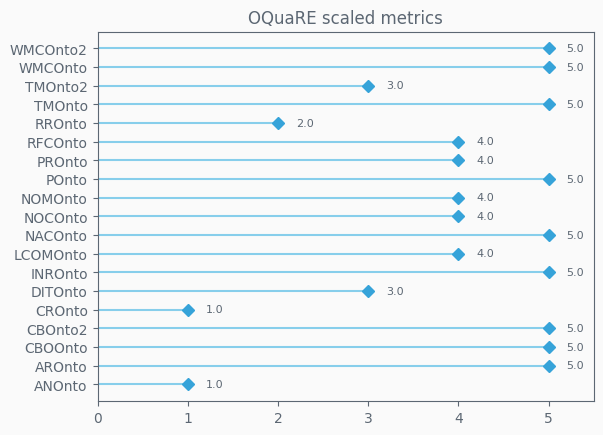 OQuaRE scaled metrics
WMCOnto2 5.0
WMCOnto 5.0
TMOnto2 3.0
TMOnto 5.0
RROnto 2.0
RFCOnto 4.0
PROnto 4.0
POnto 5.0
NOMOnto 4.0
NOCOnto 4.0
NACOnto 5.0
LCOMOnto 4.0
INROnto 5.0
DITOnto 3.0
CROnto 1.0
CBOnto2 5.0
CBOOnto 5.0
AROnto 5.0
ANOnto 1.0
0 1 2 3 4 5